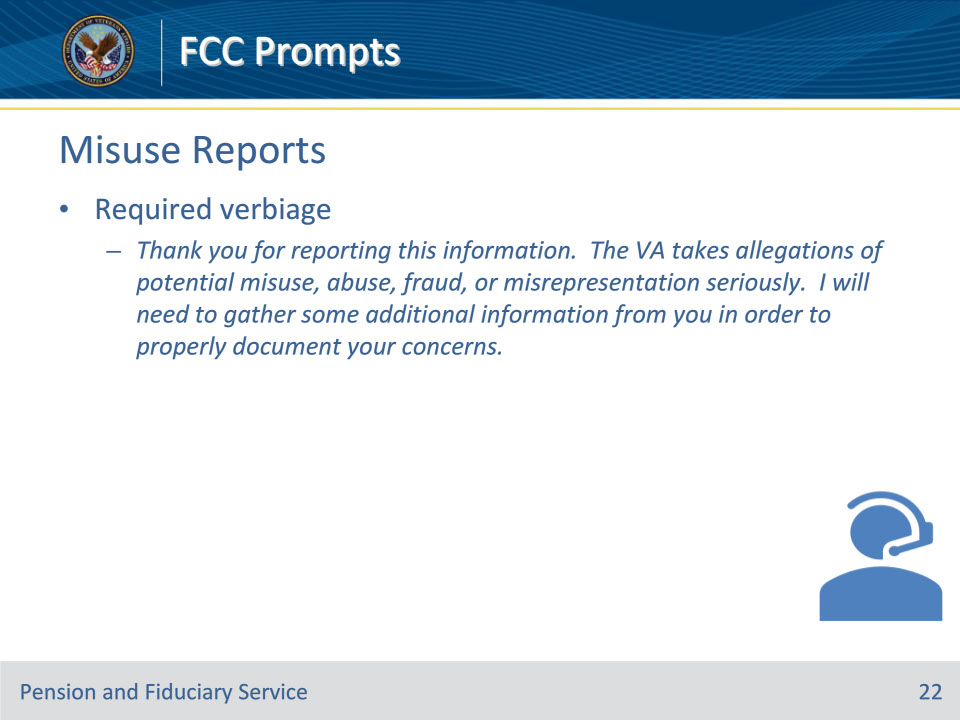 FCC Prompts
Misuse Reports
• Required verbiage
– Thank you for reporting this information.  The VA takes allegations of
potential misuse, abuse, fraud, or misrepresentation seriously.  I will
need to gather some additional information from you in order to
properly document your concerns.
Pension and Fiduciary Service
22